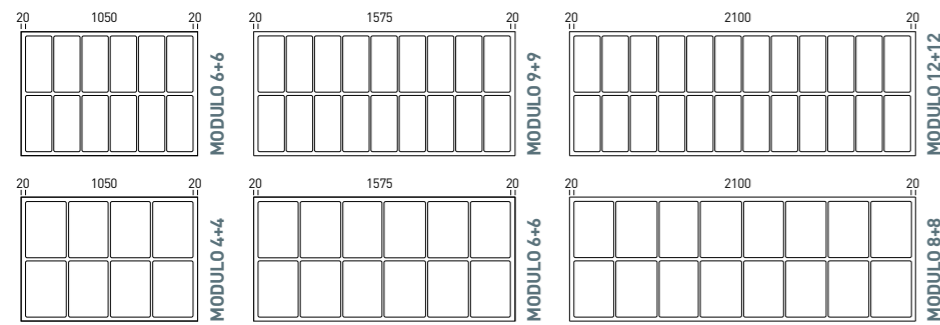 20 1050 20
MODULO 6+6
20 1575 20
MODULO 9+9
20 2100 20
MODULO 12+12
20 1050 20
MODULO 4+4
20 1575 20
MODULO 6+6
20 2100 20
MODULO 8+8